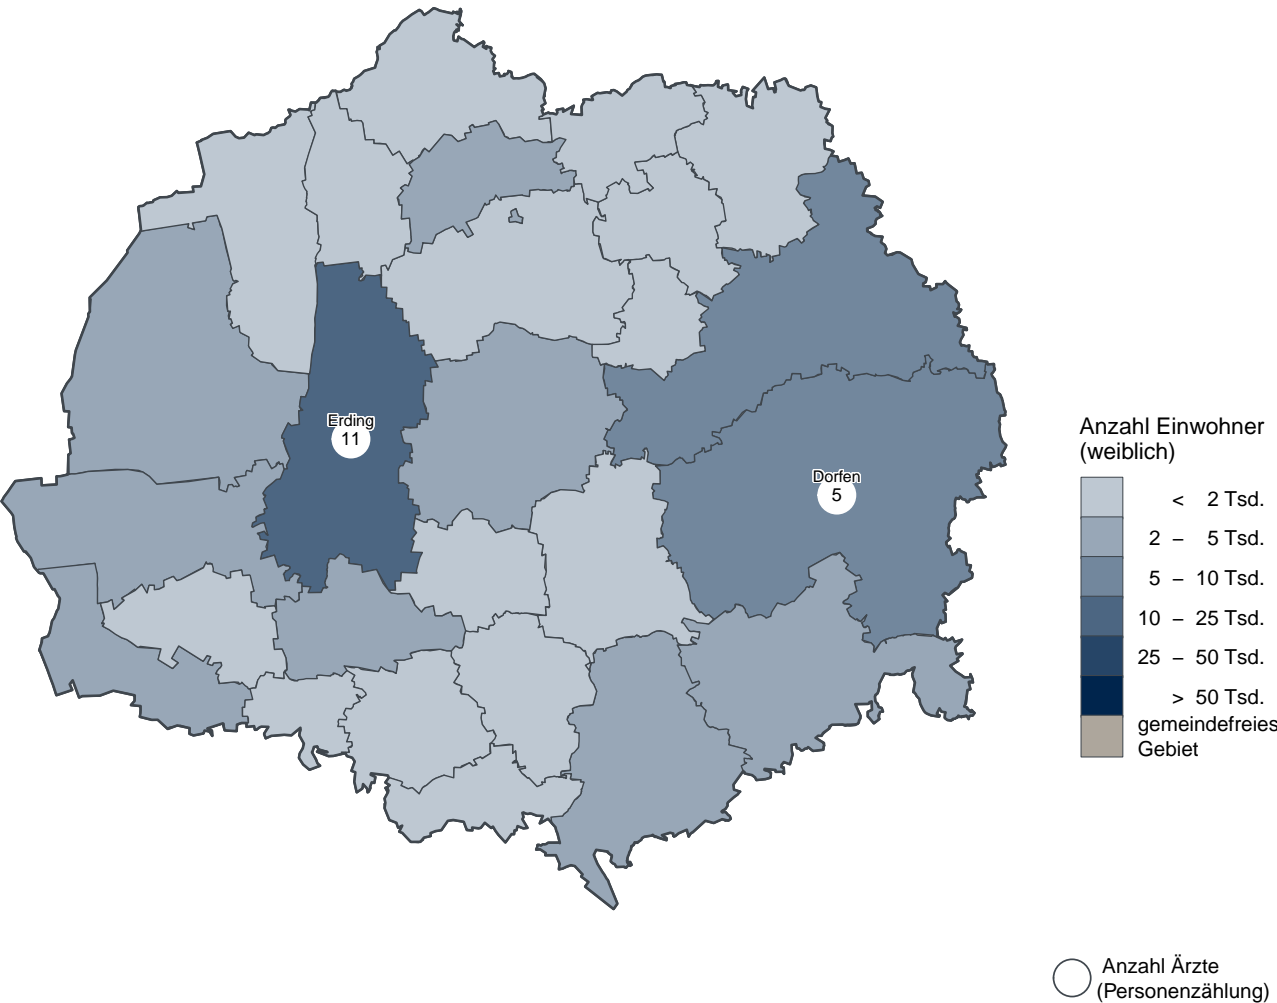 Erding
11
Dorfen
5
Anzahl Einwohner
(weiblich)
< 2 Tsd.
2 – 5 Tsd.
5 – 10 Tsd.
10 – 25 Tsd.
25 – 50 Tsd.
> 50 Tsd.
gemeindefreies
Gebiet
Anzahl Ärzte
(Personenzählung)